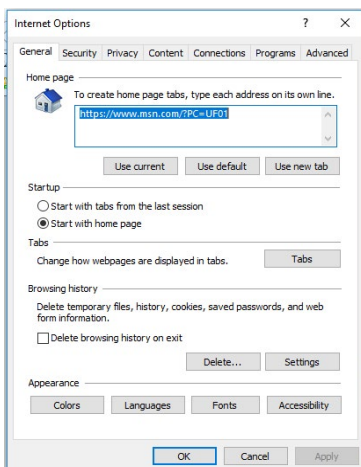 Internet Options ? X
General Security Privacy Content Connections Programs Advanced
Home page
To create home page tabs, type each address on its own line.
https://www.msn.com/?PC=UF01
Use current Use default Use new tab
Startup
Start with tabs from the last session
Start with home page
Tabs
Change how webpages are displayed in tabs. Tabs
Browsing history
Delete temporary files, history, cookies, saved passwords, and web
form information.
Delete browsing history on exit
Delete... Settings
Appearance
Colors Languages Fonts Accessibility
OK Cancel Apply